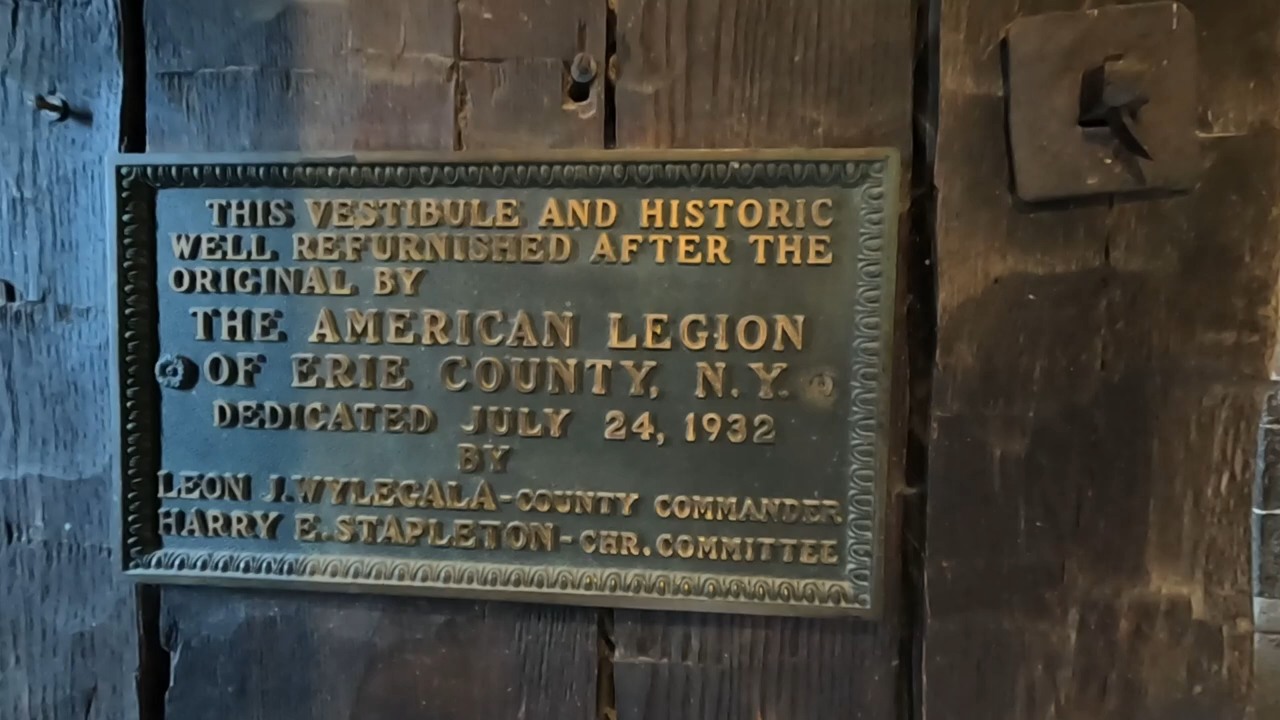 THIS VESTIBULE AND HISTORIC
WELL REFURNISHED AFTER THE
ORIGINAL BY
THE AMERICAN LEGION
OF ERIE COUNTY, N.Y.
DEDICATED JULY 24, 1932
BY
LEON J. WYLEGALA-COUNTY COMMANDER
HARRY E. STAPLETON-CHR. COMMITTEE